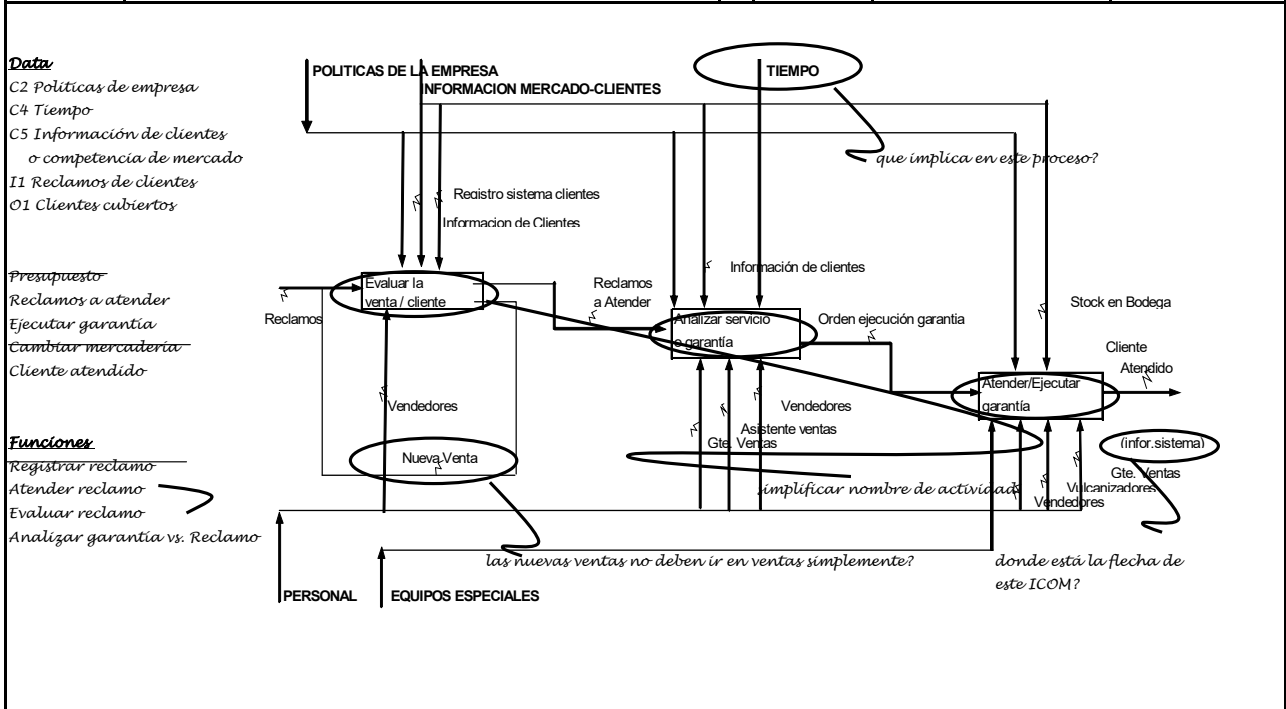 Data
C2 Políticas de empresa
C4 Tiempo
C5 Información de clientes
o competencia de mercado
I1 Reclamos de clientes
O1 Clientes cubiertos
Presupuesto
Reclamos a atender
Ejecutar garantía
Cambiar mercadería
Cliente atendido
Funciones
Registrar reclamo
Atender reclamo
Evaluar reclamo
Analizar garantía vs. Reclamo
POLITICAS DE LA EMPRESA
INFORMACION MERCADO-CLIENTES
TIEMPO
que implica en este proceso?
Registro sistema clientes
Informacion de Clientes
Información de clientes
Evaluar la
venta / cliente
Reclamos
Reclamos
a Atender
Analizar servicio
o garantía
Orden ejecución garantia
Stock en Bodega
Cliente
Atendido
Atender/Ejecutar
garantía
Vendedores
Vendedores
Asistente ventas
Gte. Ventas
Nueva Venta
(infor.sistema)
Gte. Ventas
Vulcanizadores
Vendedores
simplificar nombre de actividad
las nuevas ventas no deben ir en ventas simplemente?
donde está la flecha de
este ICOM?
PERSONAL
EQUIPOS ESPECIALES